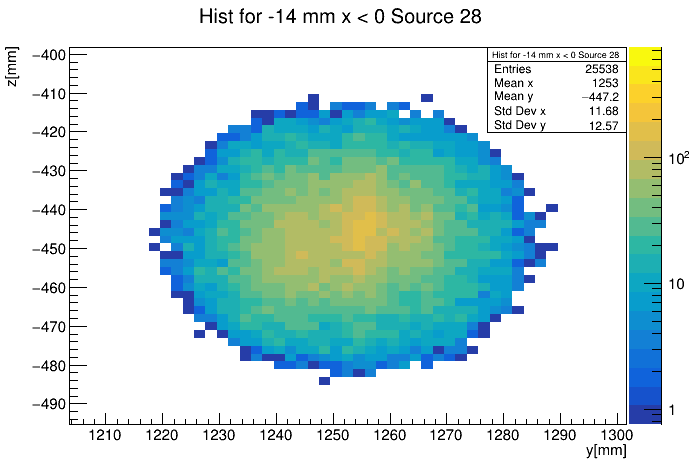 Hist for -14 mm x < 0 Source 28
z[mm]
Hist for -14 mm x < 0 Source 28
Entries 25538
Mean x 1253
Mean y −447.2
Std Dev x 11.68
Std Dev y 12.57
−400
−410
−420
−430
−440
−450
−460
−470
−480
−490
10²
10
1
1210 1220 1230 1240 1250 1260 1270 1280 1290 1300
y[mm]